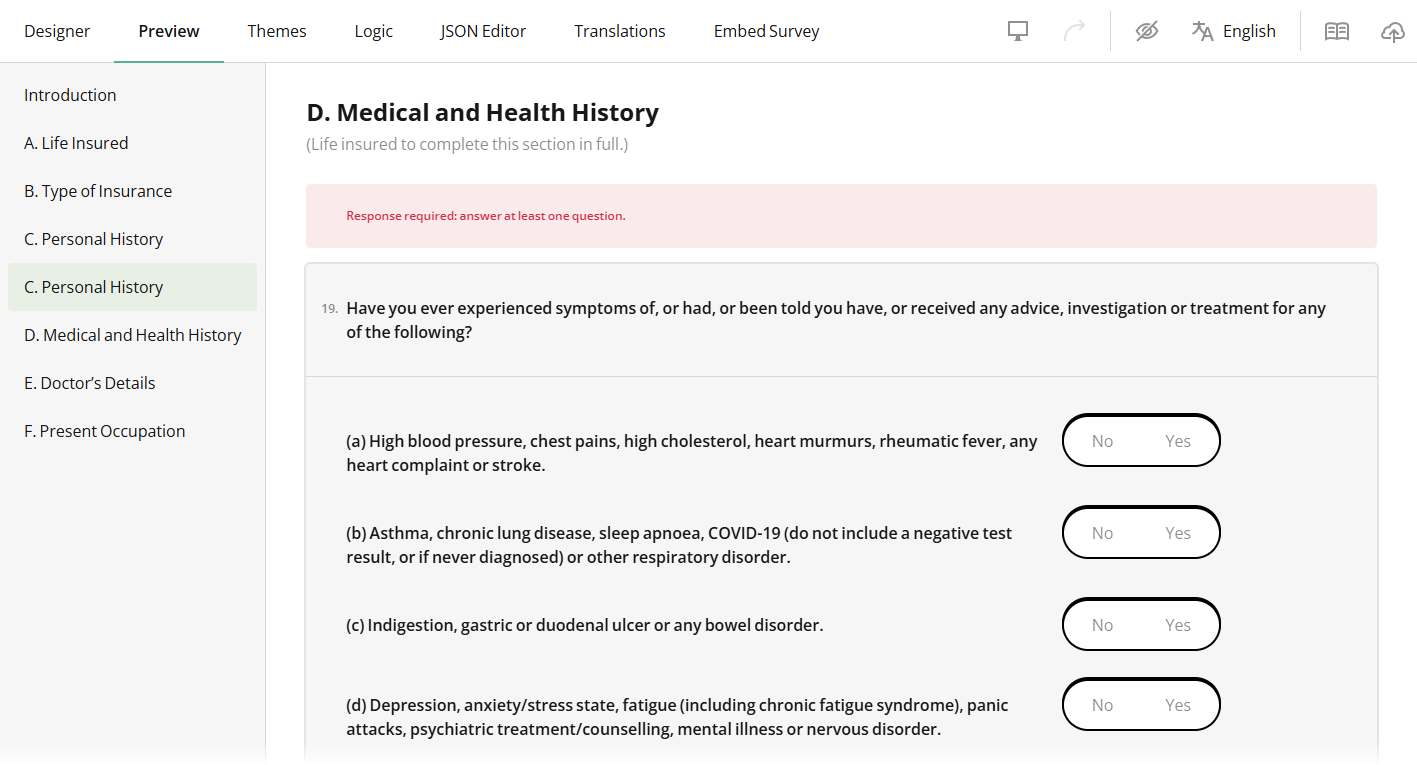 Designer
Preview
Themes
Logic
JSON Editor
Translations
Embed Survey
English
Introduction
A. Life Insured
B. Type of Insurance
C. Personal History
C. Personal History
D. Medical and Health History
E. Doctor’s Details
F. Present Occupation
D. Medical and Health History
(Life insured to complete this section in full.)
Response required: answer at least one question.
19. Have you ever experienced symptoms of, or had, or been told you have, or received any advice, investigation or treatment for any
of the following?
(a) High blood pressure, chest pains, high cholesterol, heart murmurs, rheumatic fever, any
heart complaint or stroke.
No Yes
(b) Asthma, chronic lung disease, sleep apnoea, COVID-19 (do not include a negative test
result, or if never diagnosed) or other respiratory disorder.
No Yes
(c) Indigestion, gastric or duodenal ulcer or any bowel disorder.
No Yes
(d) Depression, anxiety/stress state, fatigue (including chronic fatigue syndrome), panic
attacks, psychiatric treatment/counselling, mental illness or nervous disorder.
No Yes